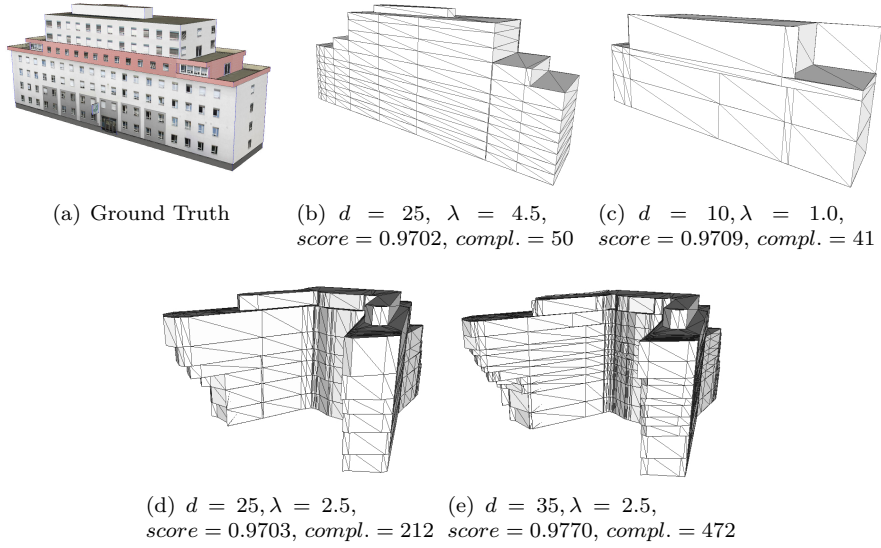 (a) Ground Truth
(b) d = 25, λ = 4.5,
score = 0.9702, compl. = 50
(c) d = 10, λ = 1.0,
score = 0.9709, compl. = 41
(d) d = 25, λ = 2.5,
score = 0.9703, compl. = 212
(e) d = 35, λ = 2.5,
score = 0.9770, compl. = 472